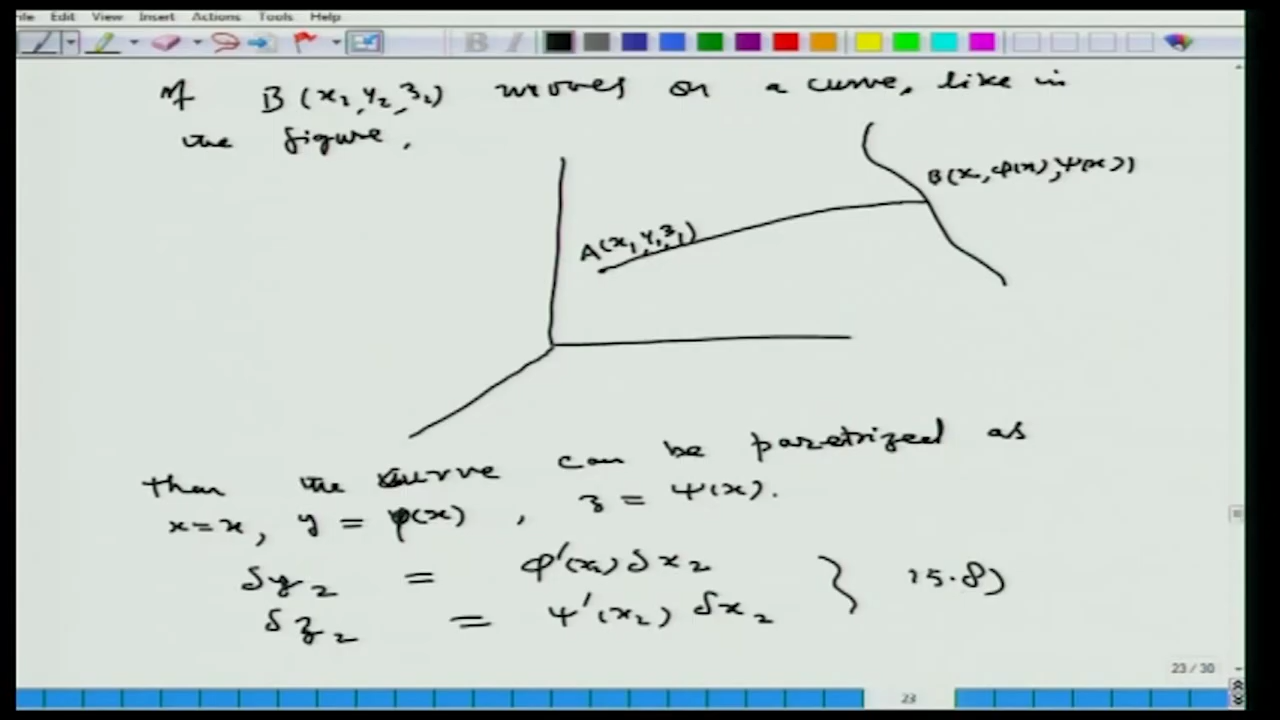 File Edit View Insert Actions Tools Help
B I
If B(x₂, y₂, z₂) moves on a curve, like in
the figure,
B(x, φ(x), ψ(x))
A(x₁, y₁, z₁)
then the curve can be paretrized as
x=x, y = φ(x), z = ψ(x).
δy₂ = φ'(x₂) δx₂
δz₂ = ψ'(x₂) δx₂
} (5.8)
23 / 30
23